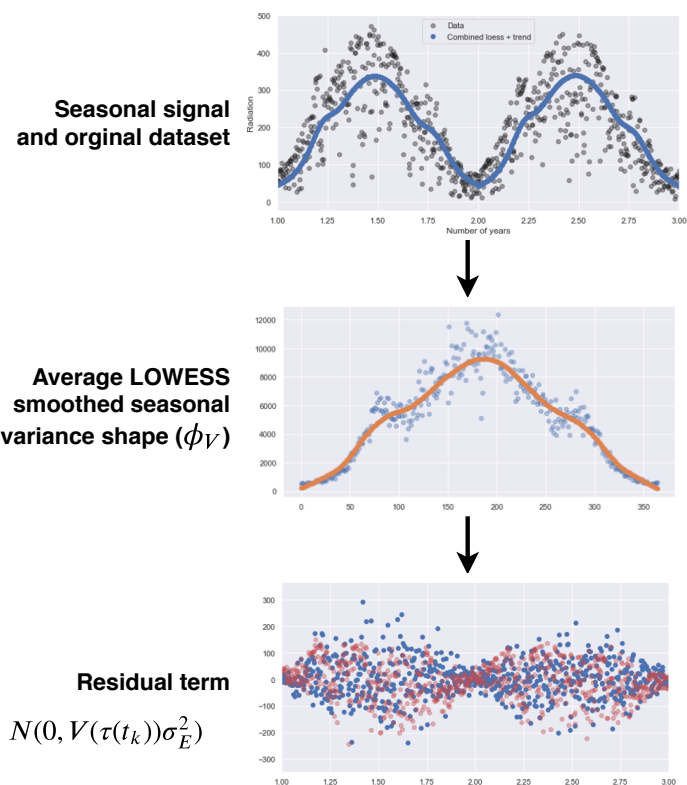 500
400
300
200
100
0
Radiation
Data
Combined loess + trend
1.00 1.25 1.50 1.75 2.00 2.25 2.50 2.75 3.00
Number of years
Seasonal signal
and orginal dataset
12000
10000
8000
6000
4000
2000
0
0 50 100 150 200 250 300 350
Average LOWESS
smoothed seasonal
variance shape (ϕ_V)
300
200
100
0
−100
−200
−300
1.00 1.25 1.50 1.75 2.00 2.25 2.50 2.75 3.00
Residual term
N(0, V(τ(t_k))σ_E^2)